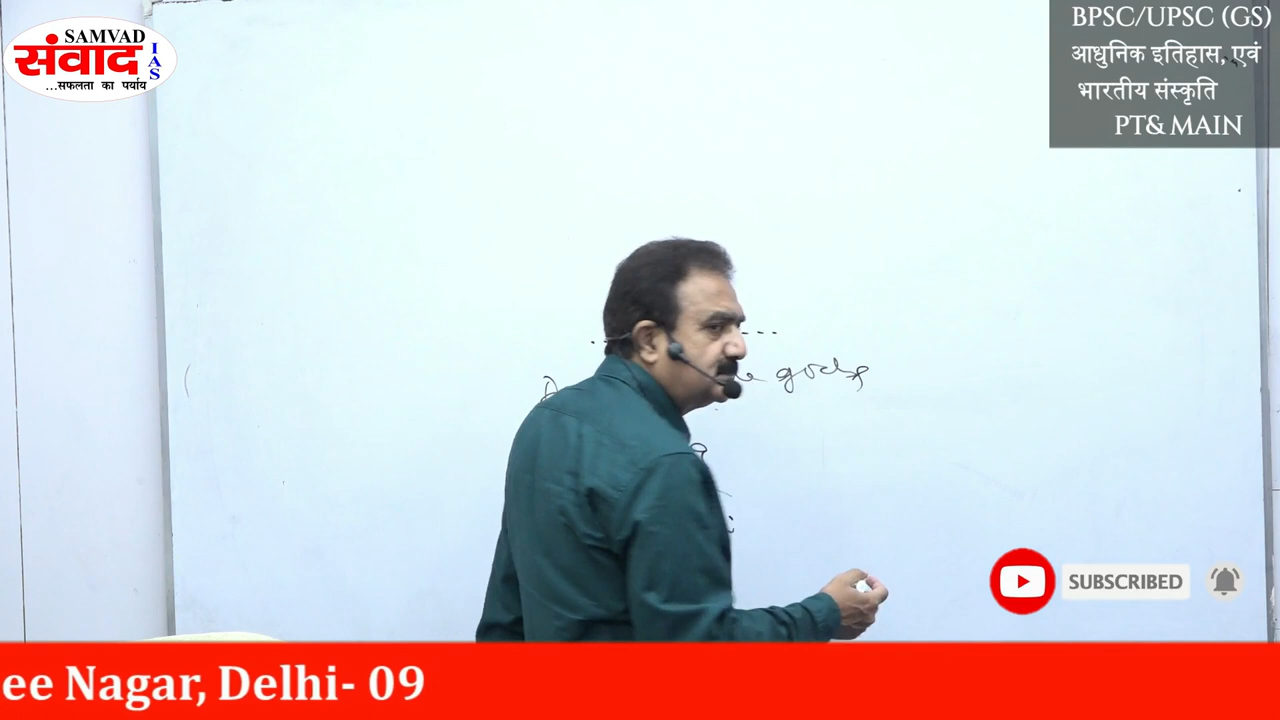 SAMVAD
संवाद
IAS
...सफलता का पर्याय
BPSC/UPSC (GS)
आधुनिक इतिहास, एवं
भारतीय संस्कृति
PT& MAIN
SUBSCRIBED
ee Nagar, Delhi- 09